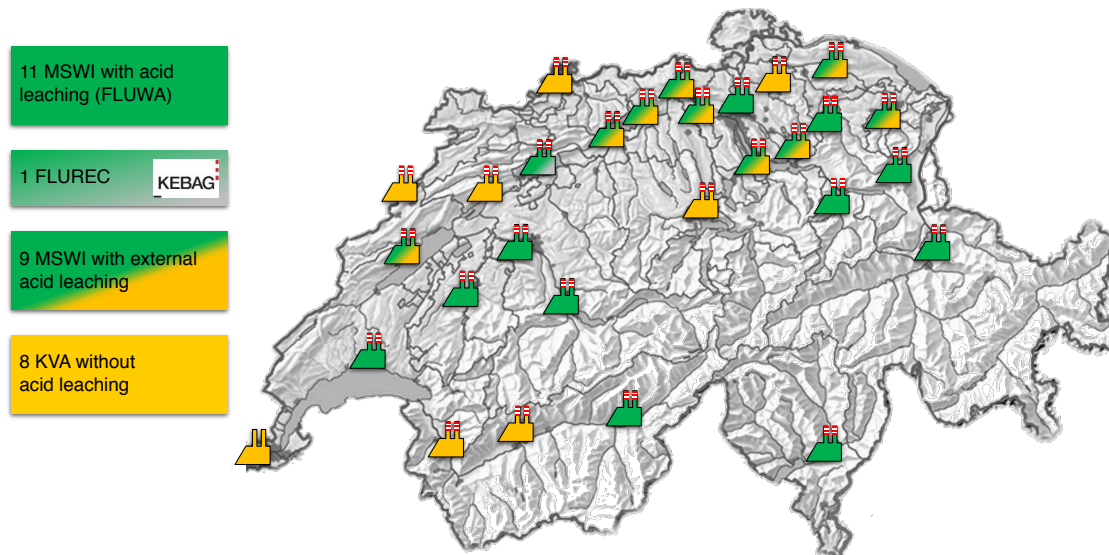 11 MSWI with acid
leaching (FLUWA)
1 FLUREC
KEBAG
9 MSWI with external
acid leaching
8 KVA without
acid leaching